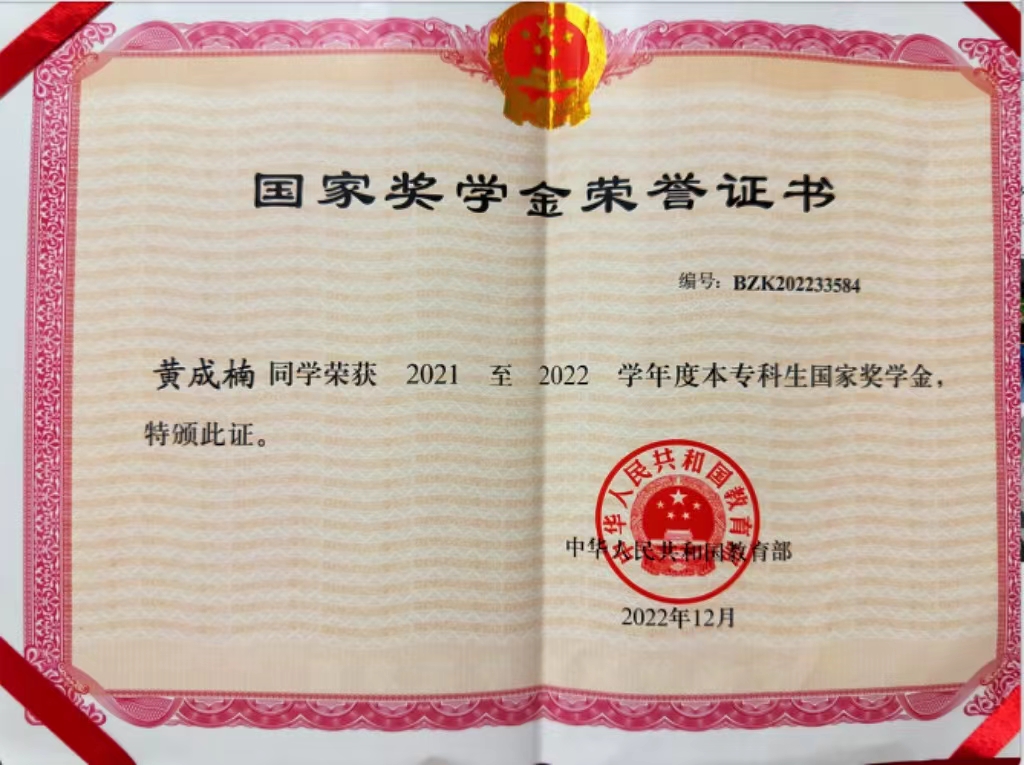 国家奖学金荣誉证书
编号：BZK202233584
黄成楠 同学荣获 2021 至 2022 学年度本专科生国家奖学金，
特颁此证。
中华人民共和国教育部
中华人民共和国教育部
2022年12月